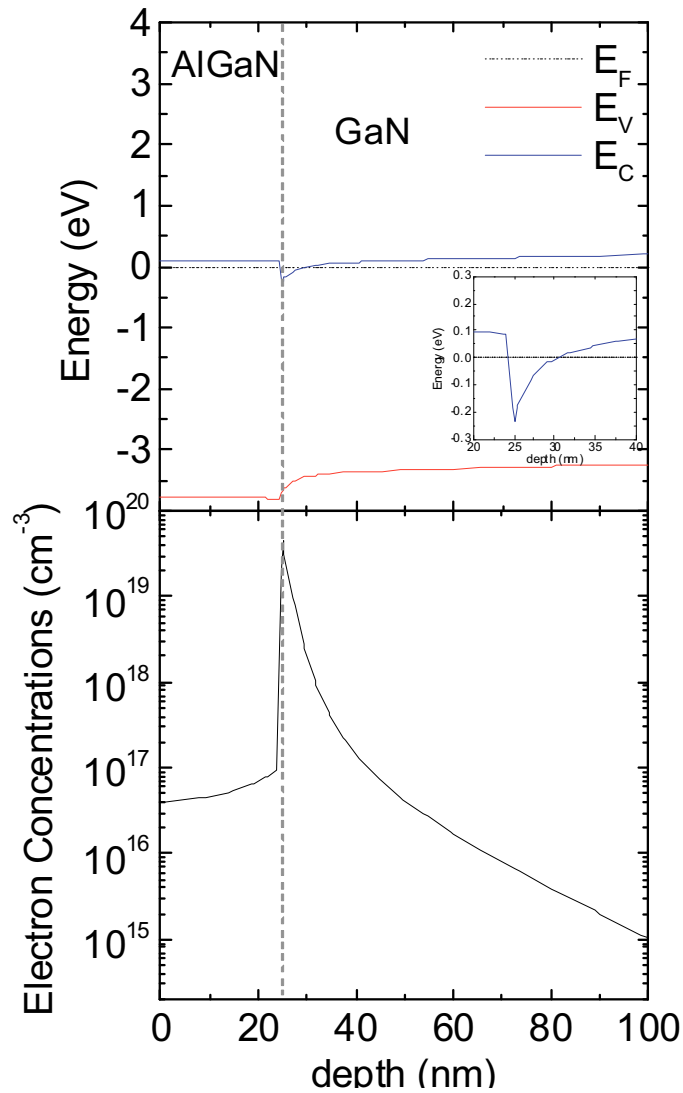 4
AlGaN
E_F
3
E_V
GaN
2
E_C
1
0
-1
-2
-3
Energy (eV)
0.3
0.2
0.1
0.0
-0.1
-0.2
-0.3
Energy (eV)
20 25 30 35 40
depth (nm)
10^20
10^19
10^18
10^17
10^16
10^15
Electron Concentrations (cm^-3)
0 20 40 60 80 100
depth (nm)